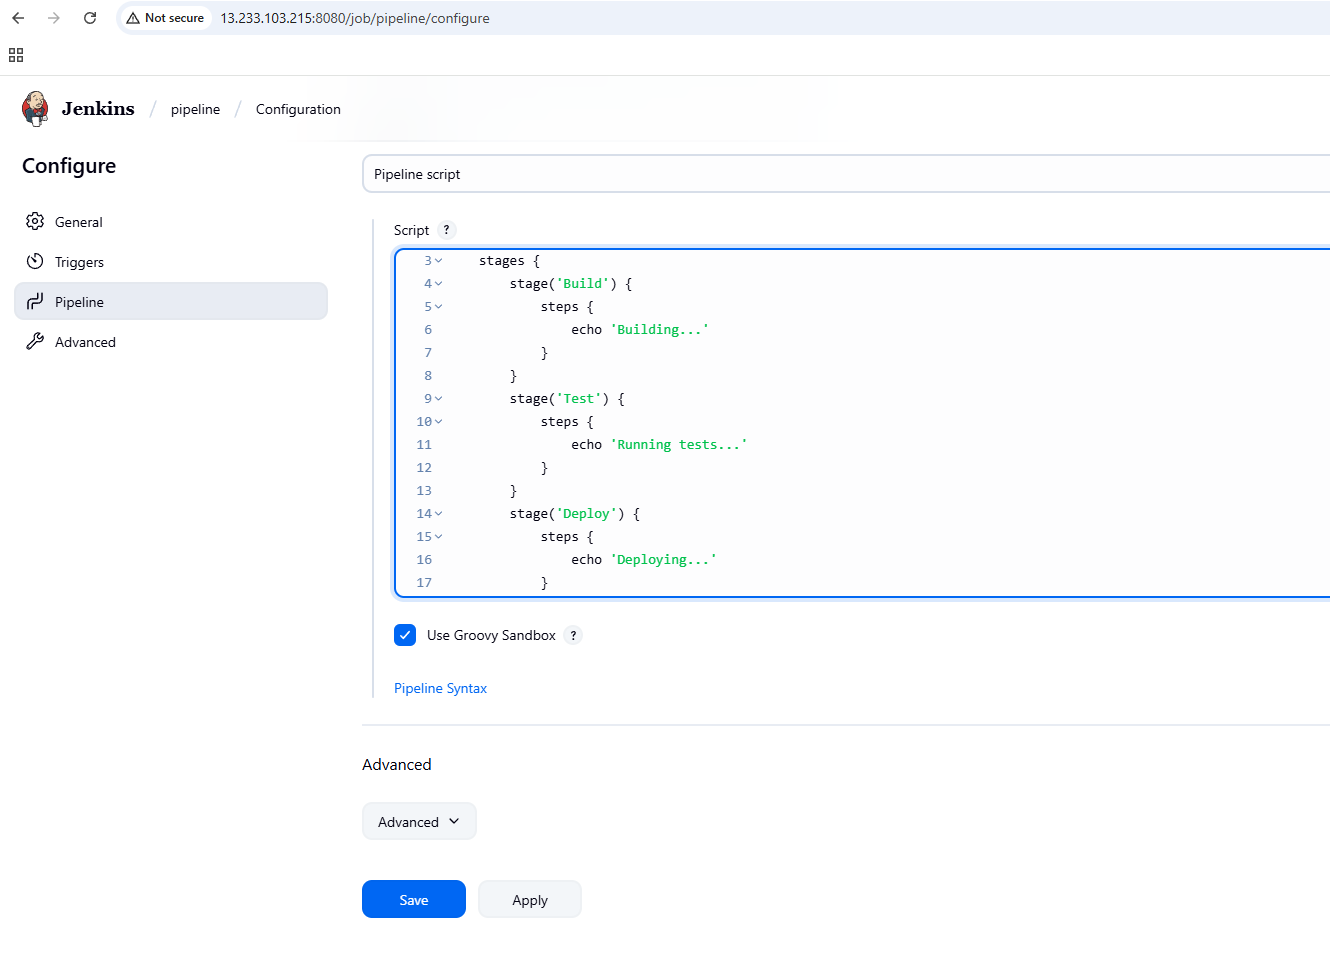 Not secure 13.233.103.215:8080/job/pipeline/configure
Jenkins / pipeline / Configuration
Configure
General
Triggers
Pipeline
Advanced
Pipeline script
Script ?
3 stages {
4 stage('Build') {
5 steps {
6 echo 'Building...'
7 }
8 }
9 stage('Test') {
10 steps {
11 echo 'Running tests...'
12 }
13 }
14 stage('Deploy') {
15 steps {
16 echo 'Deploying...'
17 }
Use Groovy Sandbox ?
Pipeline Syntax
Advanced
Advanced
Save Apply